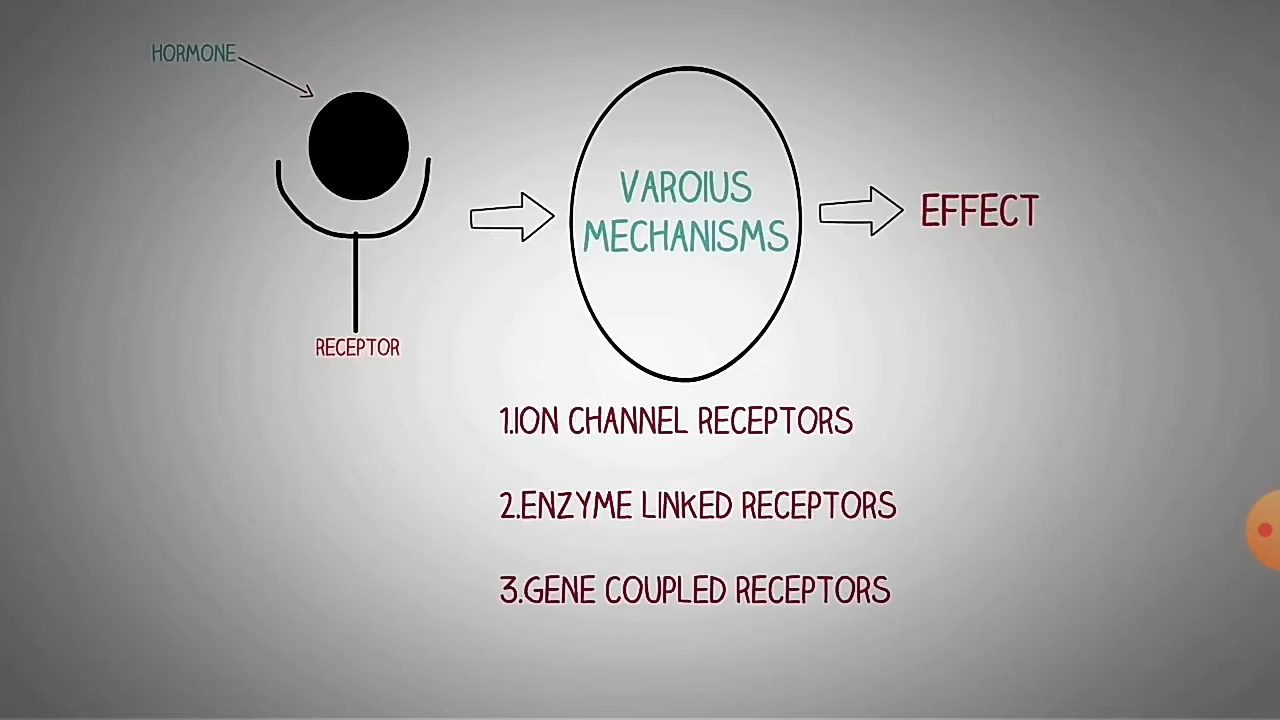 HORMONE
RECEPTOR
VAROIUS
MECHANISMS
EFFECT
1.ION CHANNEL RECEPTORS
2.ENZYME LINKED RECEPTORS
3.GENE COUPLED RECEPTORS